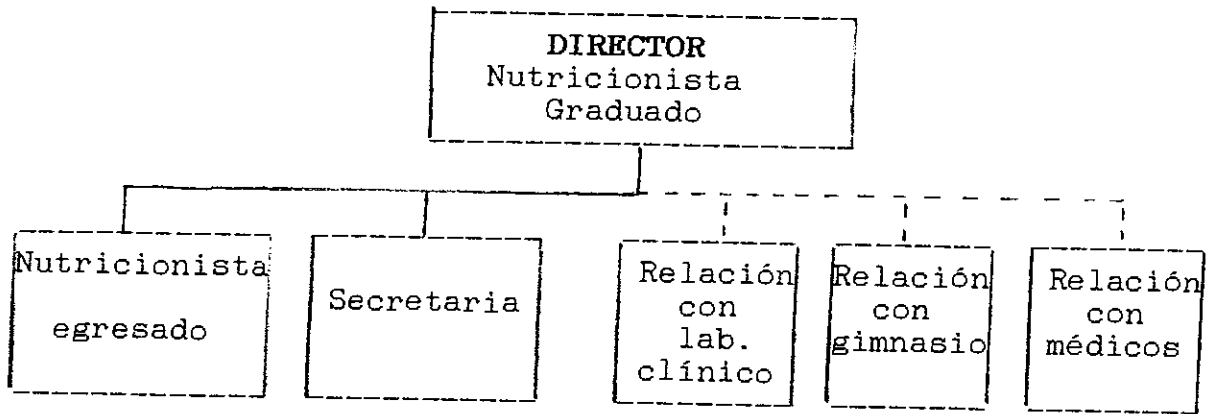 DIRECTOR
Nutricionista
Graduado
Nutricionista
egresado
Secretaria
Relación
con
lab.
clínico
Relación
con
gimnasio
Relación
con
médicos